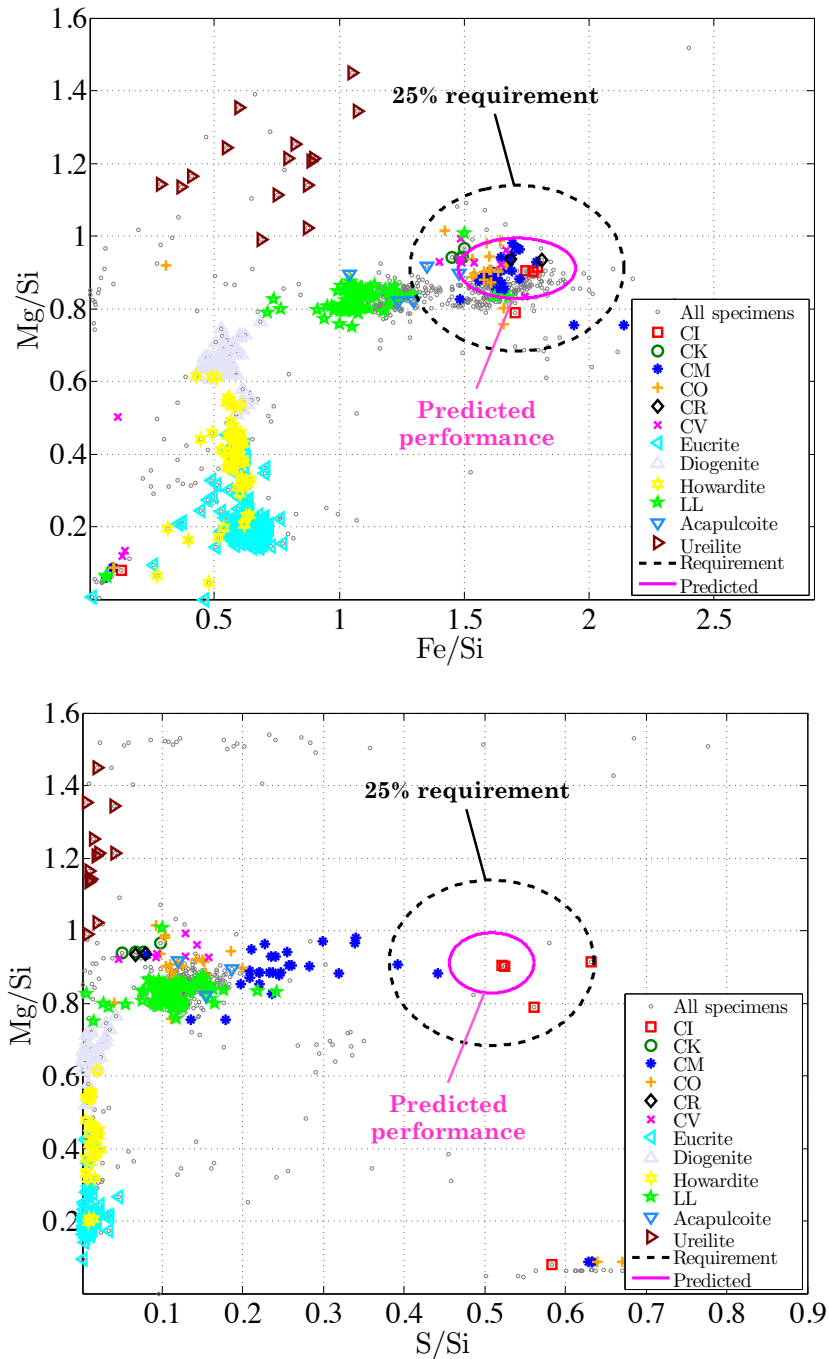 1.6
1.4
1.2
1
0.8
0.6
0.4
0.2
Mg/Si
25% requirement
Predicted
performance
All specimens
CI
CK
CM
CO
CR
CV
Eucrite
Diogenite
Howardite
LL
Acapulcoite
Ureilite
Requirement
Predicted
0.5 1 1.5 2 2.5
Fe/Si
1.6
1.4
1.2
1
0.8
0.6
0.4
0.2
Mg/Si
25% requirement
Predicted
performance
All specimens
CI
CK
CM
CO
CR
CV
Eucrite
Diogenite
Howardite
LL
Acapulcoite
Ureilite
Requirement
Predicted
0.1 0.2 0.3 0.4 0.5 0.6 0.7 0.8 0.9
S/Si